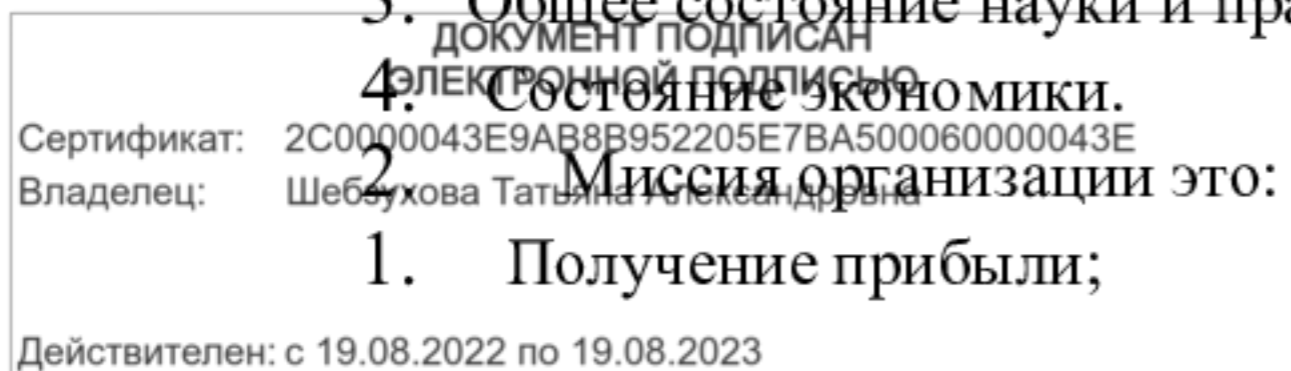 3. Общее состояние науки и
ДОКУМЕНТ ПОДПИСАН
ЭЛЕКТРОННОЙ ПОДПИСЬЮ
4. Состояние экономики.
Сертификат: 2C0000043E9AB8B952205E7BA500060000043E
2. Миссия организации это:
Владелец: Шебзухова Татьяна Александровна
1. Получение прибыли;
Действителен: с 19.08.2022 по 19.08.2023